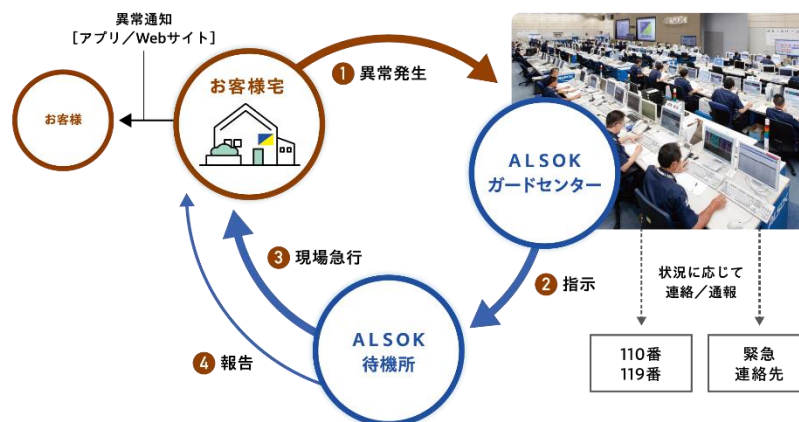 異常通知
［アプリ／Webサイト］
お客様
お客様宅
1 異常発生
ALSOK
ガードセンター
2 指示
状況に応じて
連絡／通報
3 現場急行
ALSOK
待機所
4 報告
110番
119番
緊急
連絡先